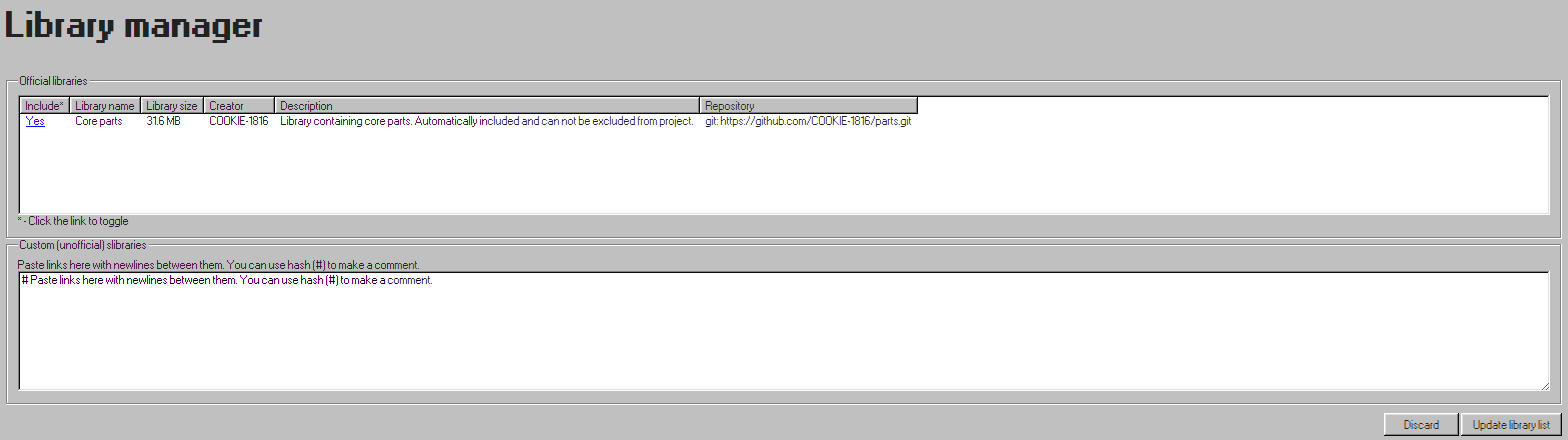 Library manager
Official libraries
Include* Library name Library size Creator Description Repository
Yes Core parts 31.6 MB COOKIE-1816 Library containing core parts. Automatically included and can not be excluded from project. git: https://github.com/COOKIE-1816/parts.git
* - Click the link to toggle
Custom (unofficial) slibraries
Paste links here with newlines between them. You can use hash (#) to make a comment.
# Paste links here with newlines between them. You can use hash (#) to make a comment.
Discard Update library list